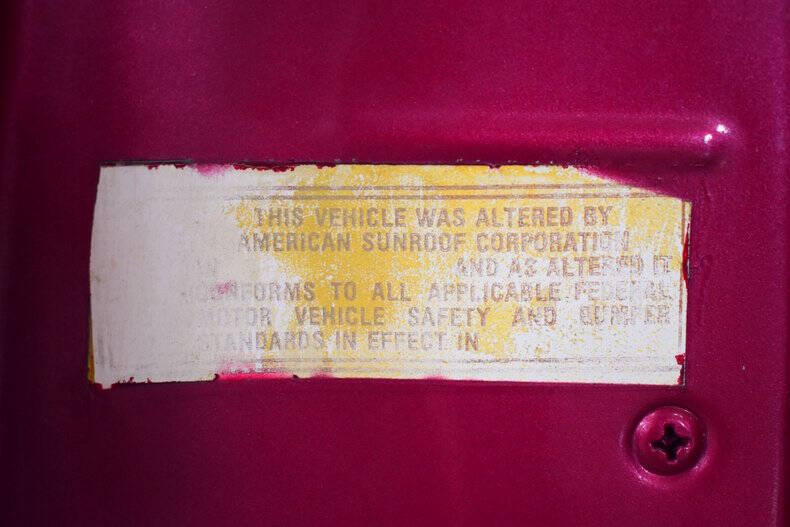 THIS VEHICLE WAS ALTERED BY
AMERICAN SUNROOF CORPORATION
AND AS ALTERED IT
CONFORMS TO ALL APPLICABLE FEDERAL
MOTOR VEHICLE SAFETY AND BUMPER
STANDARDS IN EFFECT IN